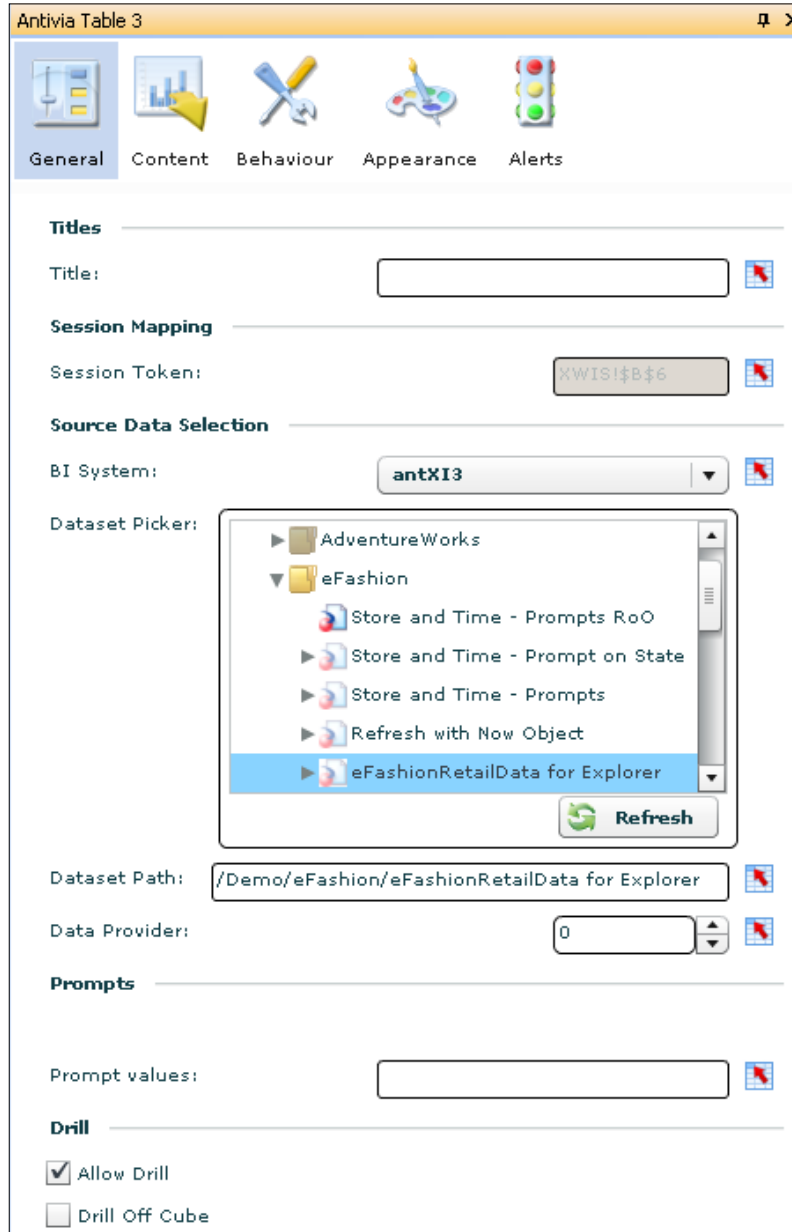 Antivia Table 3
General Content Behaviour Appearance Alerts
Titles
Title:
Session Mapping
Session Token: XWIS!$B$6
Source Data Selection
BI System: antXI3
Dataset Picker:
AdventureWorks
eFashion
Store and Time - Prompts RoO
Store and Time - Prompt on State
Store and Time - Prompts
Refresh with Now Object
eFashionRetailData for Explorer
Refresh
Dataset Path: /Demo/eFashion/eFashionRetailData for Explorer
Data Provider: 0
Prompts
Prompt values:
Drill
Allow Drill
Drill Off Cube